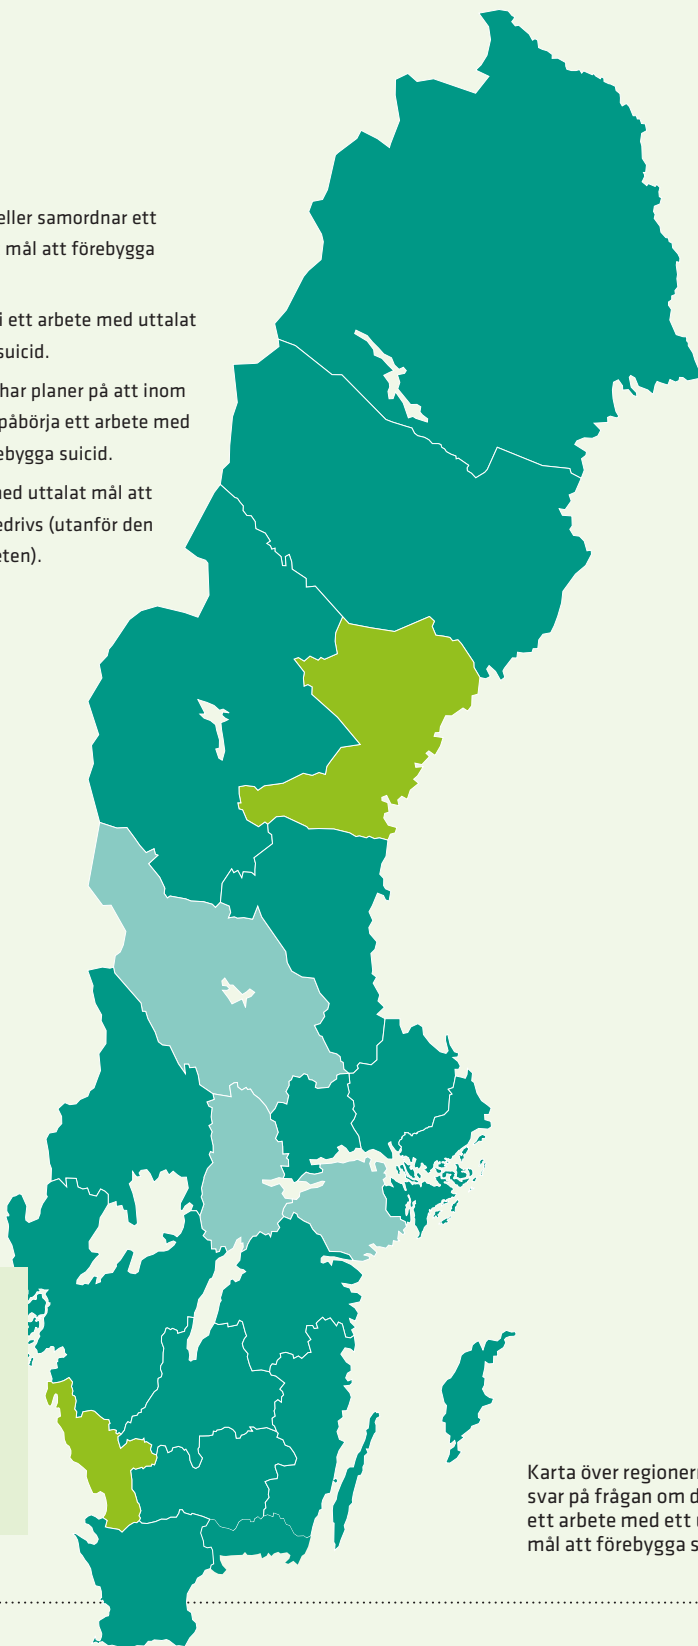 eller samordnar ett
mål att förebygga
i ett arbete med uttalat
suicid.
har planer på att inom
påbörja ett arbete med
ebygga suicid.
ned uttalat mål att
edrivs (utanför den
eten).
Karta över regioner
svar på frågan om d
ett arbete med ett
mål att förebygga s